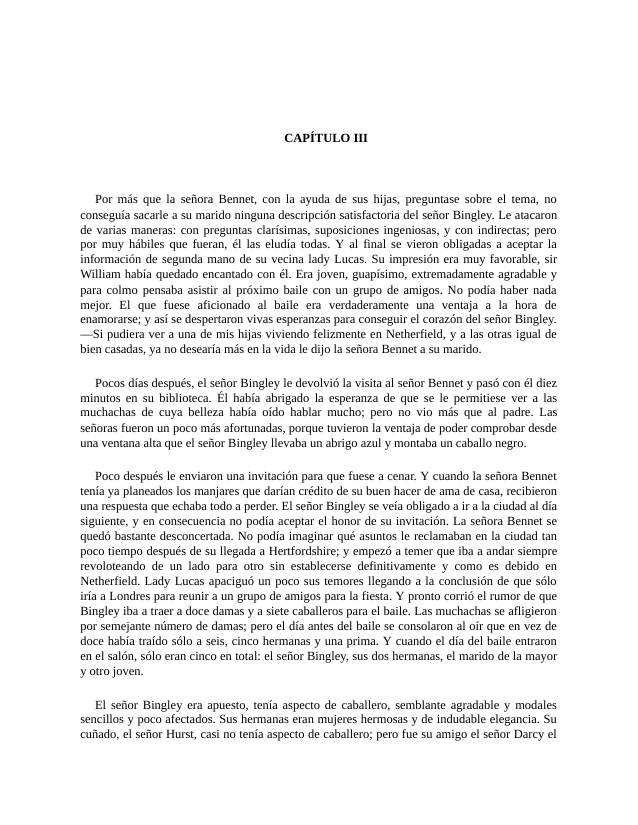 CAPÍTULO III
Por más que la señora Bennet, con la ayuda de sus hijas, preguntase sobre el tema, no
conseguía sacarle a su marido ninguna descripción satisfactoria del señor Bingley. Le atacaron
de varias maneras: con preguntas clarísimas, suposiciones ingeniosas, y con indirectas; pero
por muy hábiles que fueran, él las eludía todas. Y al final se vieron obligadas a aceptar la
información de segunda mano de su vecina lady Lucas. Su impresión era muy favorable, sir
William había quedado encantado con él. Era joven, guapísimo, extremadamente agradable y
para colmo pensaba asistir al próximo baile con un grupo de amigos. No podía haber nada
mejor. El que fuese aficionado al baile era verdaderamente una ventaja a la hora de
enamorarse; y así se despertaron vivas esperanzas para conseguir el corazón del señor Bingley.
—Si pudiera ver a una de mis hijas viviendo felizmente en Netherfield, y a las otras igual de
bien casadas, ya no desearía más en la vida le dijo la señora Bennet a su marido.
Pocos días después, el señor Bingley le devolvió la visita al señor Bennet y pasó con él diez
minutos en su biblioteca. Él había abrigado la esperanza de que se le permitiese ver a las
muchachas de cuya belleza había oído hablar mucho; pero no vio más que al padre. Las
señoras fueron un poco más afortunadas, porque tuvieron la ventaja de poder comprobar desde
una ventana alta que el señor Bingley llevaba un abrigo azul y montaba un caballo negro.
Poco después le enviaron una invitación para que fuese a cenar. Y cuando la señora Bennet
tenía ya planeados los manjares que darían crédito de su buen hacer de ama de casa, recibieron
una respuesta que echaba todo a perder. El señor Bingley se veía obligado a ir a la ciudad al día
siguiente, y en consecuencia no podía aceptar el honor de su invitación. La señora Bennet se
quedó bastante desconcertada. No podía imaginar qué asuntos le reclamaban en la ciudad tan
poco tiempo después de su llegada a Hertfordshire; y empezó a temer que iba a andar siempre
revoloteando de un lado para otro sin establecerse definitivamente y como es debido en
Netherfield. Lady Lucas apaciguó un poco sus temores llegando a la conclusión de que sólo
iría a Londres para reunir a un grupo de amigos para la fiesta. Y pronto corrió el rumor de que
Bingley iba a traer a doce damas y a siete caballeros para el baile. Las muchachas se afligieron
por semejante número de damas; pero el día antes del baile se consolaron al oír que en vez de
doce había traído sólo a seis, cinco hermanas y una prima. Y cuando el día del baile entraron
en el salón, sólo eran cinco en total: el señor Bingley, sus dos hermanas, el marido de la mayor
y otro joven.
El señor Bingley era apuesto, tenía aspecto de caballero, semblante agradable y modales
sencillos y poco afectados. Sus hermanas eran mujeres hermosas y de indudable elegancia. Su
cuñado, el señor Hurst, casi no tenía aspecto de caballero; pero fue su amigo el señor Darcy el